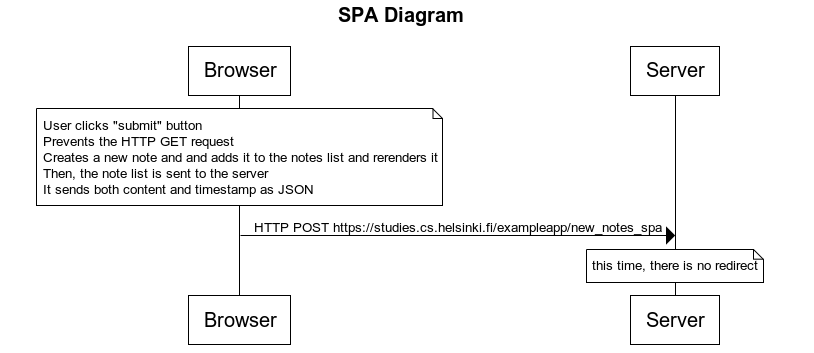 SPA Diagram
Browser
Server
User clicks "submit" button
Prevents the HTTP GET request
Creates a new note and and adds it to the notes list and rerenders it
Then, the note list is sent to the server
It sends both content and timestamp as JSON
HTTP POST https://studies.cs.helsinki.fi/exampleapp/new_notes_spa
this time, there is no redirect
Browser
Server